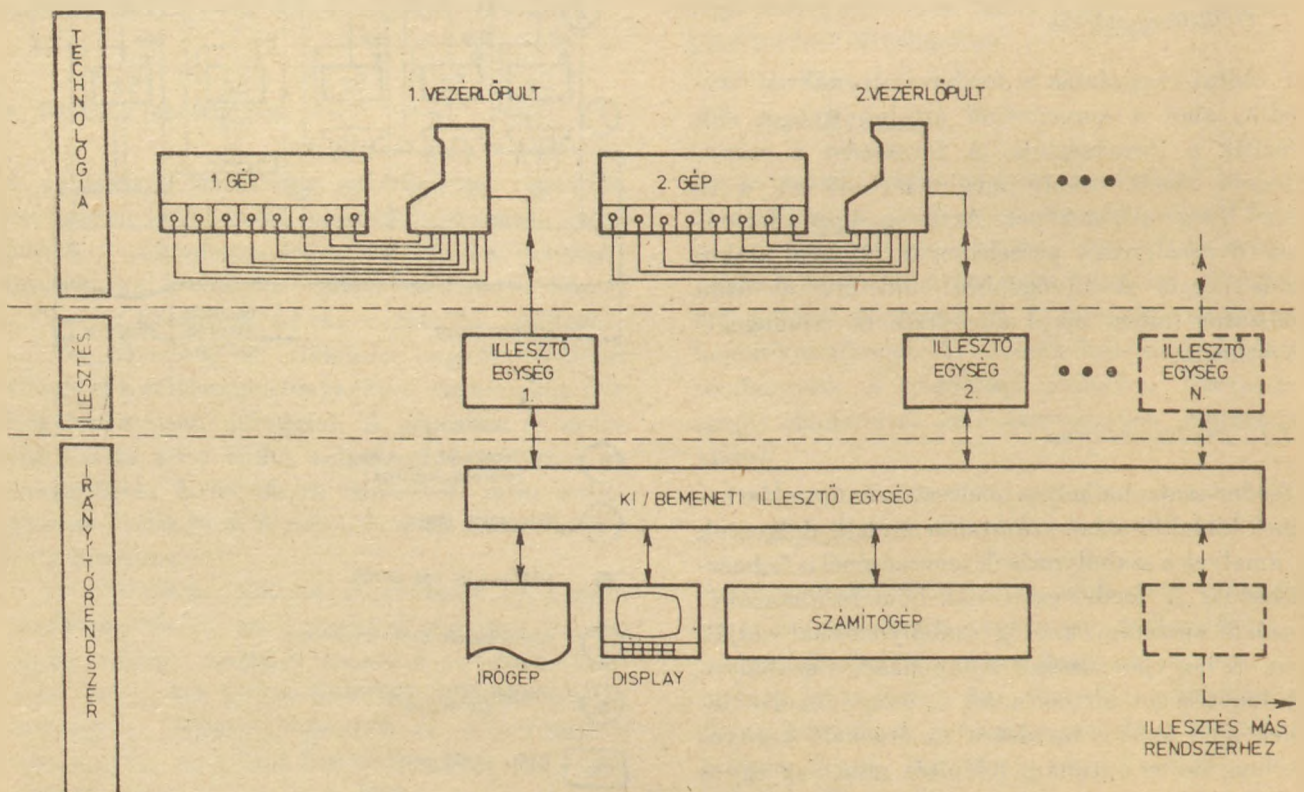 TECHNOLÓGIA
1. VEZÉRLŐPULT
2. VEZÉRLŐPULT
1. GÉP
2. GÉP
ILLESZTÉS
ILLESZTŐ
EGYSÉG
1.
ILLESZTŐ
EGYSÉG
2.
ILLESZTŐ
EGYSÉG
N.
IRÁNYÍTÓRENDSZER
KI / BEMENETI ILLESZTŐ EGYSÉG
ÍRÓGÉP
DISPLAY
SZÁMÍTÓGÉP
ILLESZTÉS MÁS
RENDSZERHEZ